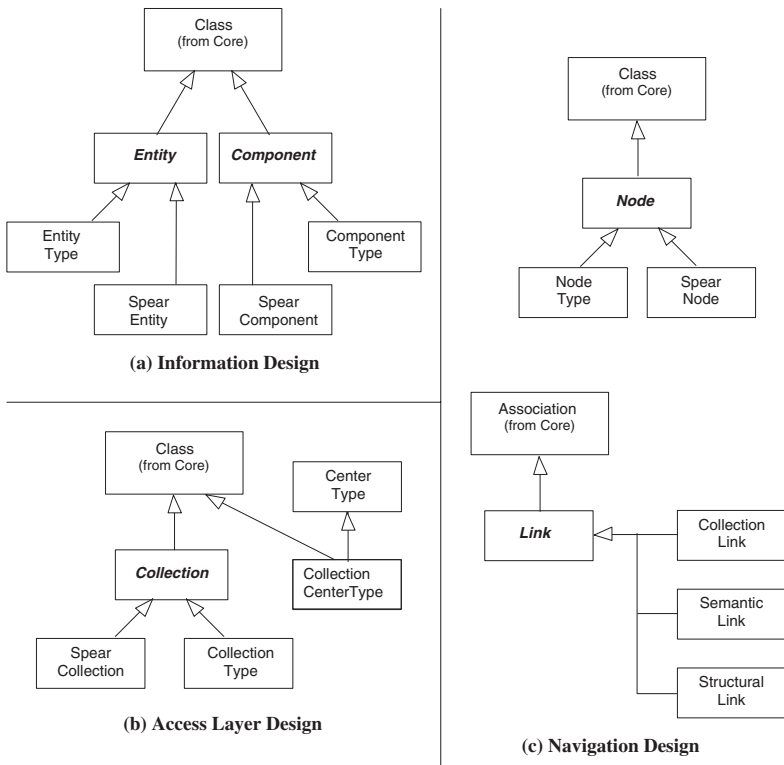 Class
(from Core)
Entity
Component
Entity
Type
Component
Type
Spear
Entity
Spear
Component
(a) Information Design
Class
(from Core)
Center
Type
Collection
Collection
CenterType
Spear
Collection
Collection
Type
(b) Access Layer Design
Class
(from Core)
Node
Node
Type
Spear
Node
Association
(from Core)
Link
Collection
Link
Semantic
Link
Structural
Link
(c) Navigation Design